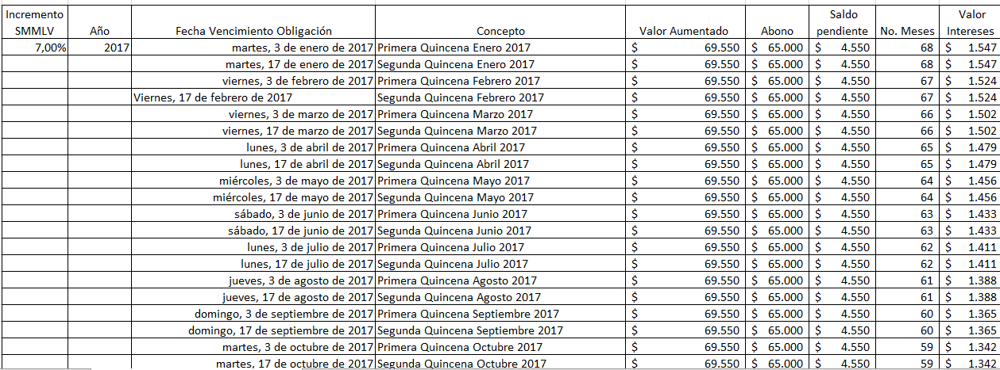 Incremento SMMLV Año Fecha Vencimiento Obligación Concepto Valor Aumentado Abono Saldo pendiente No. Meses Valor Intereses
7,00% 2017 martes, 3 de enero de 2017 Primera Quincena Enero 2017 $ 69.550 $ 65.000 $ 4.550 68 $ 1.547
martes, 17 de enero de 2017 Segunda Quincena Enero 2017 $ 69.550 $ 65.000 $ 4.550 68 $ 1.547
viernes, 3 de febrero de 2017 Primera Quincena Febrero 2017 $ 69.550 $ 65.000 $ 4.550 67 $ 1.524
Viernes, 17 de febrero de 2017 Segunda Quincena Febrero 2017 $ 69.550 $ 65.000 $ 4.550 67 $ 1.524
viernes, 3 de marzo de 2017 Primera Quincena Marzo 2017 $ 69.550 $ 65.000 $ 4.550 66 $ 1.502
viernes, 17 de marzo de 2017 Segunda Quincena Marzo 2017 $ 69.550 $ 65.000 $ 4.550 66 $ 1.502
lunes, 3 de abril de 2017 Primera Quincena Abril 2017 $ 69.550 $ 65.000 $ 4.550 65 $ 1.479
lunes, 17 de abril de 2017 Segunda Quincena Abril 2017 $ 69.550 $ 65.000 $ 4.550 65 $ 1.479
miércoles, 3 de mayo de 2017 Primera Quincena Mayo 2017 $ 69.550 $ 65.000 $ 4.550 64 $ 1.456
miércoles, 17 de mayo de 2017 Segunda Quincena Mayo 2017 $ 69.550 $ 65.000 $ 4.550 64 $ 1.456
sábado, 3 de junio de 2017 Primera Quincena Junio 2017 $ 69.550 $ 65.000 $ 4.550 63 $ 1.433
sábado, 17 de junio de 2017 Segunda Quincena Junio 2017 $ 69.550 $ 65.000 $ 4.550 63 $ 1.433
lunes, 3 de julio de 2017 Primera Quincena Julio 2017 $ 69.550 $ 65.000 $ 4.550 62 $ 1.411
lunes, 17 de julio de 2017 Segunda Quincena Julio 2017 $ 69.550 $ 65.000 $ 4.550 62 $ 1.411
jueves, 3 de agosto de 2017 Primera Quincena Agosto 2017 $ 69.550 $ 65.000 $ 4.550 61 $ 1.388
jueves, 17 de agosto de 2017 Segunda Quincena Agosto 2017 $ 69.550 $ 65.000 $ 4.550 61 $ 1.388
domingo, 3 de septiembre de 2017 Primera Quincena Septiembre 2017 $ 69.550 $ 65.000 $ 4.550 60 $ 1.365
domingo, 17 de septiembre de 2017 Segunda Quincena Septiembre 2017 $ 69.550 $ 65.000 $ 4.550 60 $ 1.365
martes, 3 de octubre de 2017 Primera Quincena Octubre 2017 $ 69.550 $ 65.000 $ 4.550 59 $ 1.342
martes, 17 de octubre de 2017 Segunda Quincena Octubre 2017 $ 69.550 $ 65.000 $ 4.550 59 $ 1.342